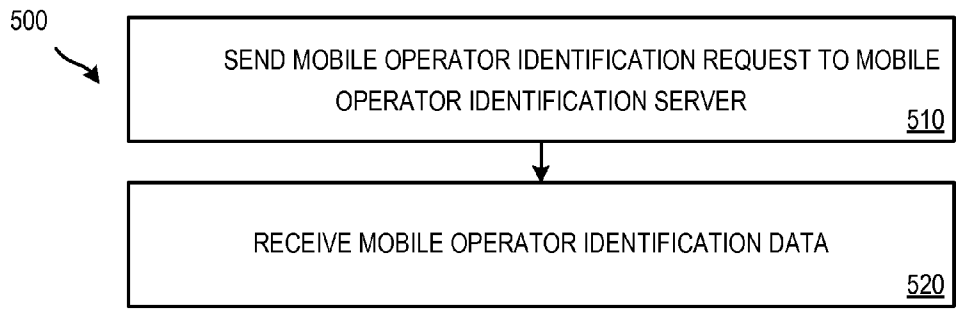 500
SEND MOBILE OPERATOR IDENTIFICATION REQUEST TO MOBILE
OPERATOR IDENTIFICATION SERVER
510
RECEIVE MOBILE OPERATOR IDENTIFICATION DATA
520